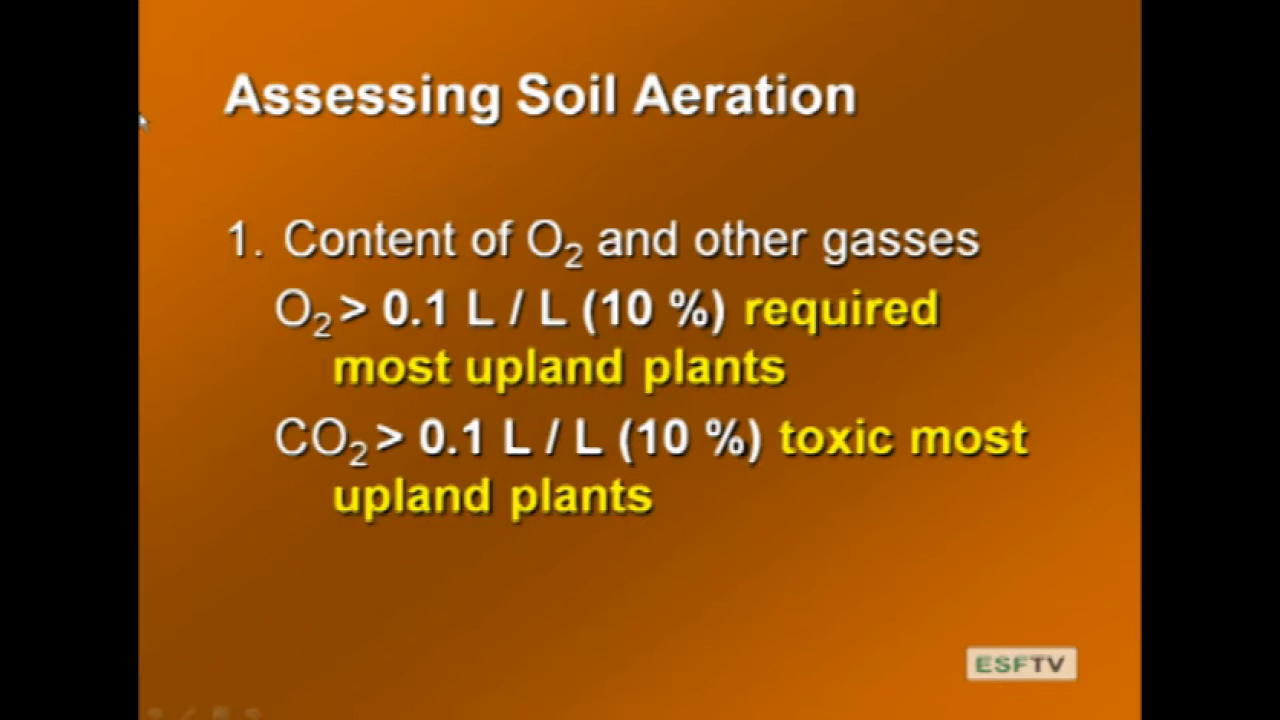 Assessing Soil Aeration
1. Content of O₂ and other gasses
O₂ > 0.1 L / L (10 %) required
most upland plants
CO₂ > 0.1 L / L (10 %) toxic most
upland plants
ESFTV